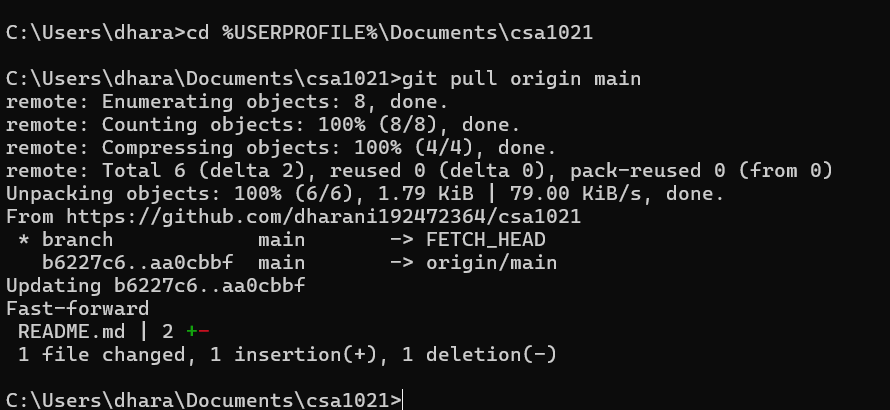 C:\Users\dhara>cd %USERPROFILE%\Documents\csa1021
C:\Users\dhara\Documents\csa1021>git pull origin main
remote: Enumerating objects: 8, done.
remote: Counting objects: 100% (8/8), done.
remote: Compressing objects: 100% (4/4), done.
remote: Total 6 (delta 2), reused 0 (delta 0), pack-reused 0 (from 0)
Unpacking objects: 100% (6/6), 1.79 KiB | 79.00 KiB/s, done.
From https://github.com/dharani192472364/csa1021
 * branch            main       -> FETCH_HEAD
   b6227c6..aa0cbbf  main       -> origin/main
Updating b6227c6..aa0cbbf
Fast-forward
 README.md | 2 +-
 1 file changed, 1 insertion(+), 1 deletion(-)
C:\Users\dhara\Documents\csa1021>